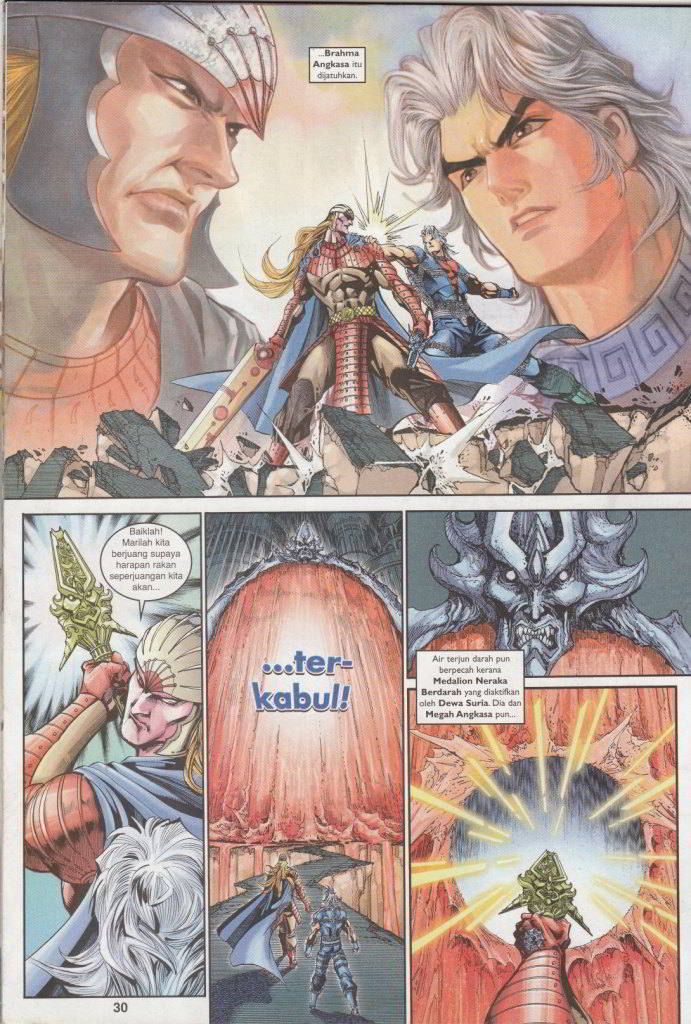 ...Brahma
Angkasa itu
dijatuhkan.
Baiklah!
Marilah kita
berjuang supaya
harapan rakan
seperjuangan kita
akan...
...ter-
kabul!
Air terjun darah pun
berpecah kerana
Medalion Neraka
Berdarah yang diaktifkan
oleh Dewa Suria. Dia dan
Megah Angkasa pun...
30